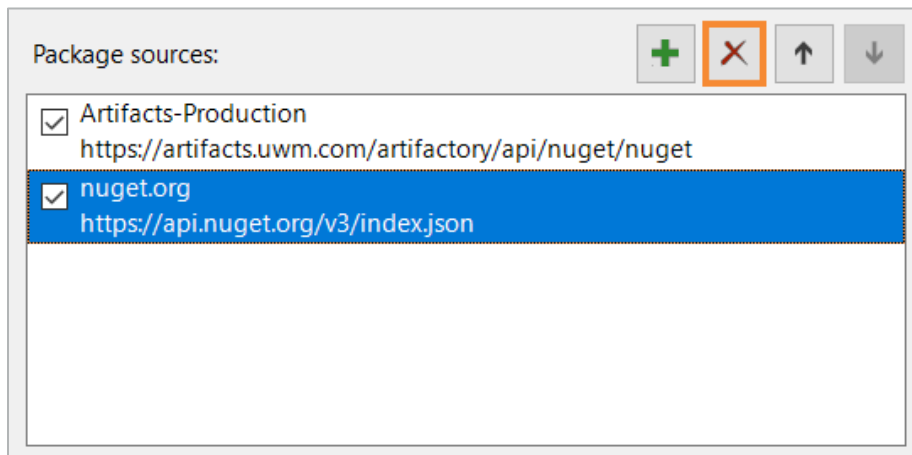 Package sources:
Artifacts-Production
https://artifacts.uwm.com/artifactory/api/nuget/nuget
nuget.org
https://api.nuget.org/v3/index.json